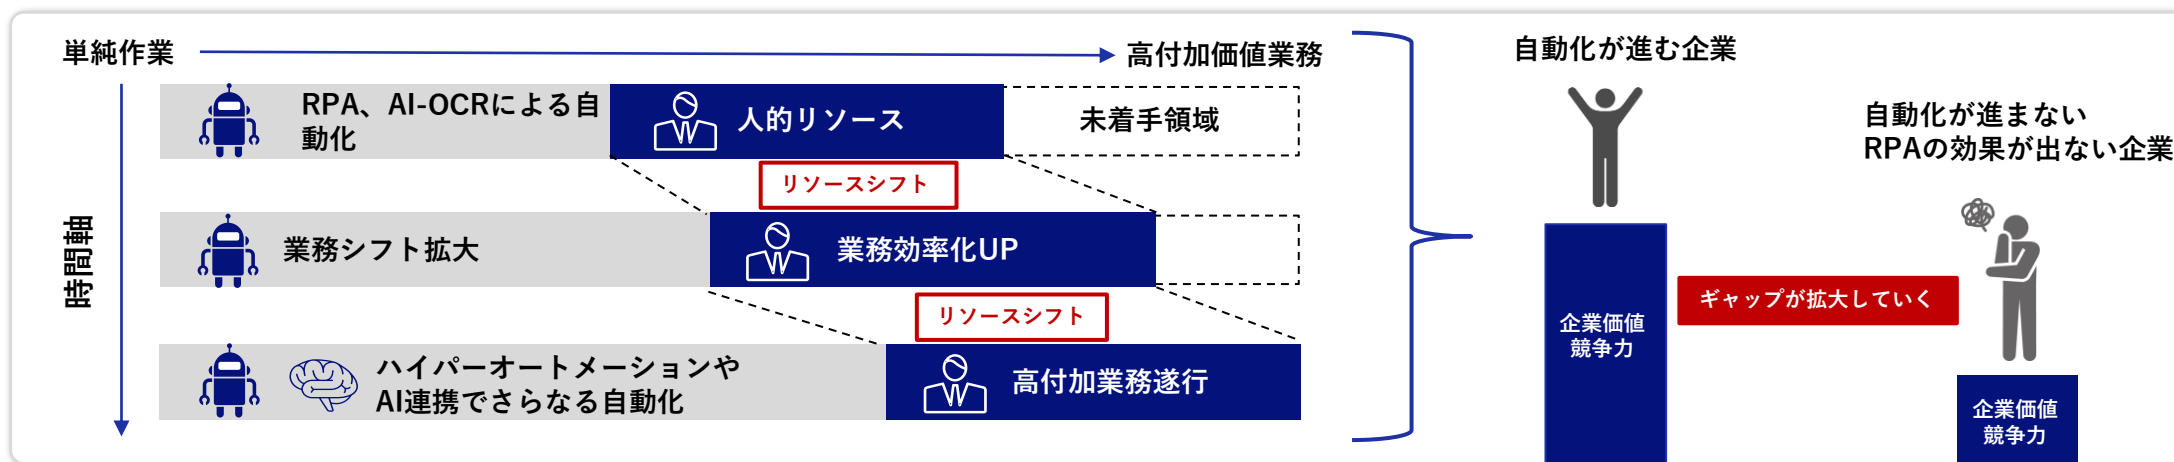 単純作業
高付加価値業務
時間軸
RPA、AI-OCRによる自
動化
人的リソース
未着手領域
リソースシフト
業務シフト拡大
業務効率化UP
リソースシフト
ハイパーオートメーションや
AI連携でさらなる自動化
高付加業務遂行
自動化が進む企業
自動化が進まない
RPAの効果が出ない企業
企業価値
競争力
ギャップが拡大していく
企業価値
競争力